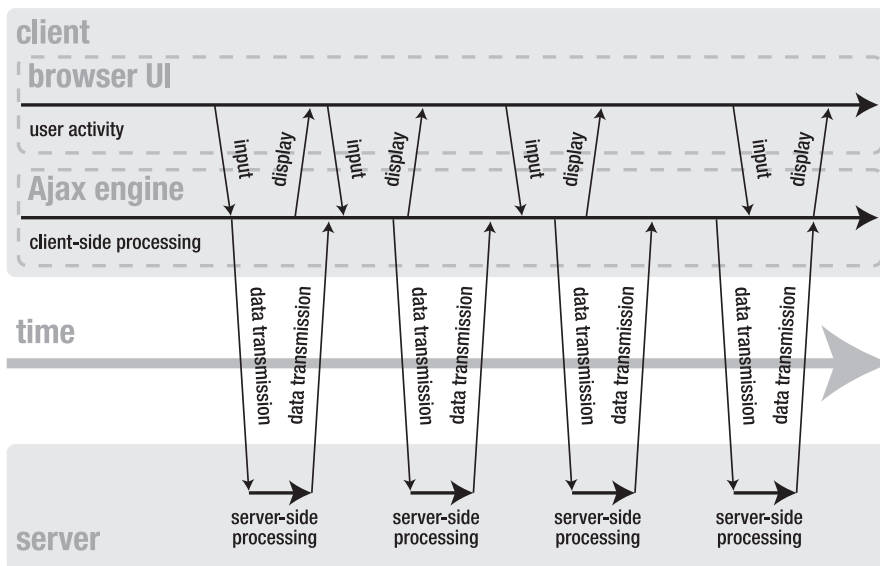 client
browser UI
user activity
input
display
input
display
input
display
input
display
Ajax engine
client-side processing
data transmission
data transmission
data transmission
data transmission
data transmission
data transmission
data transmission
data transmission
time
server-side
processing
server-side
processing
server-side
processing
server-side
processing
server